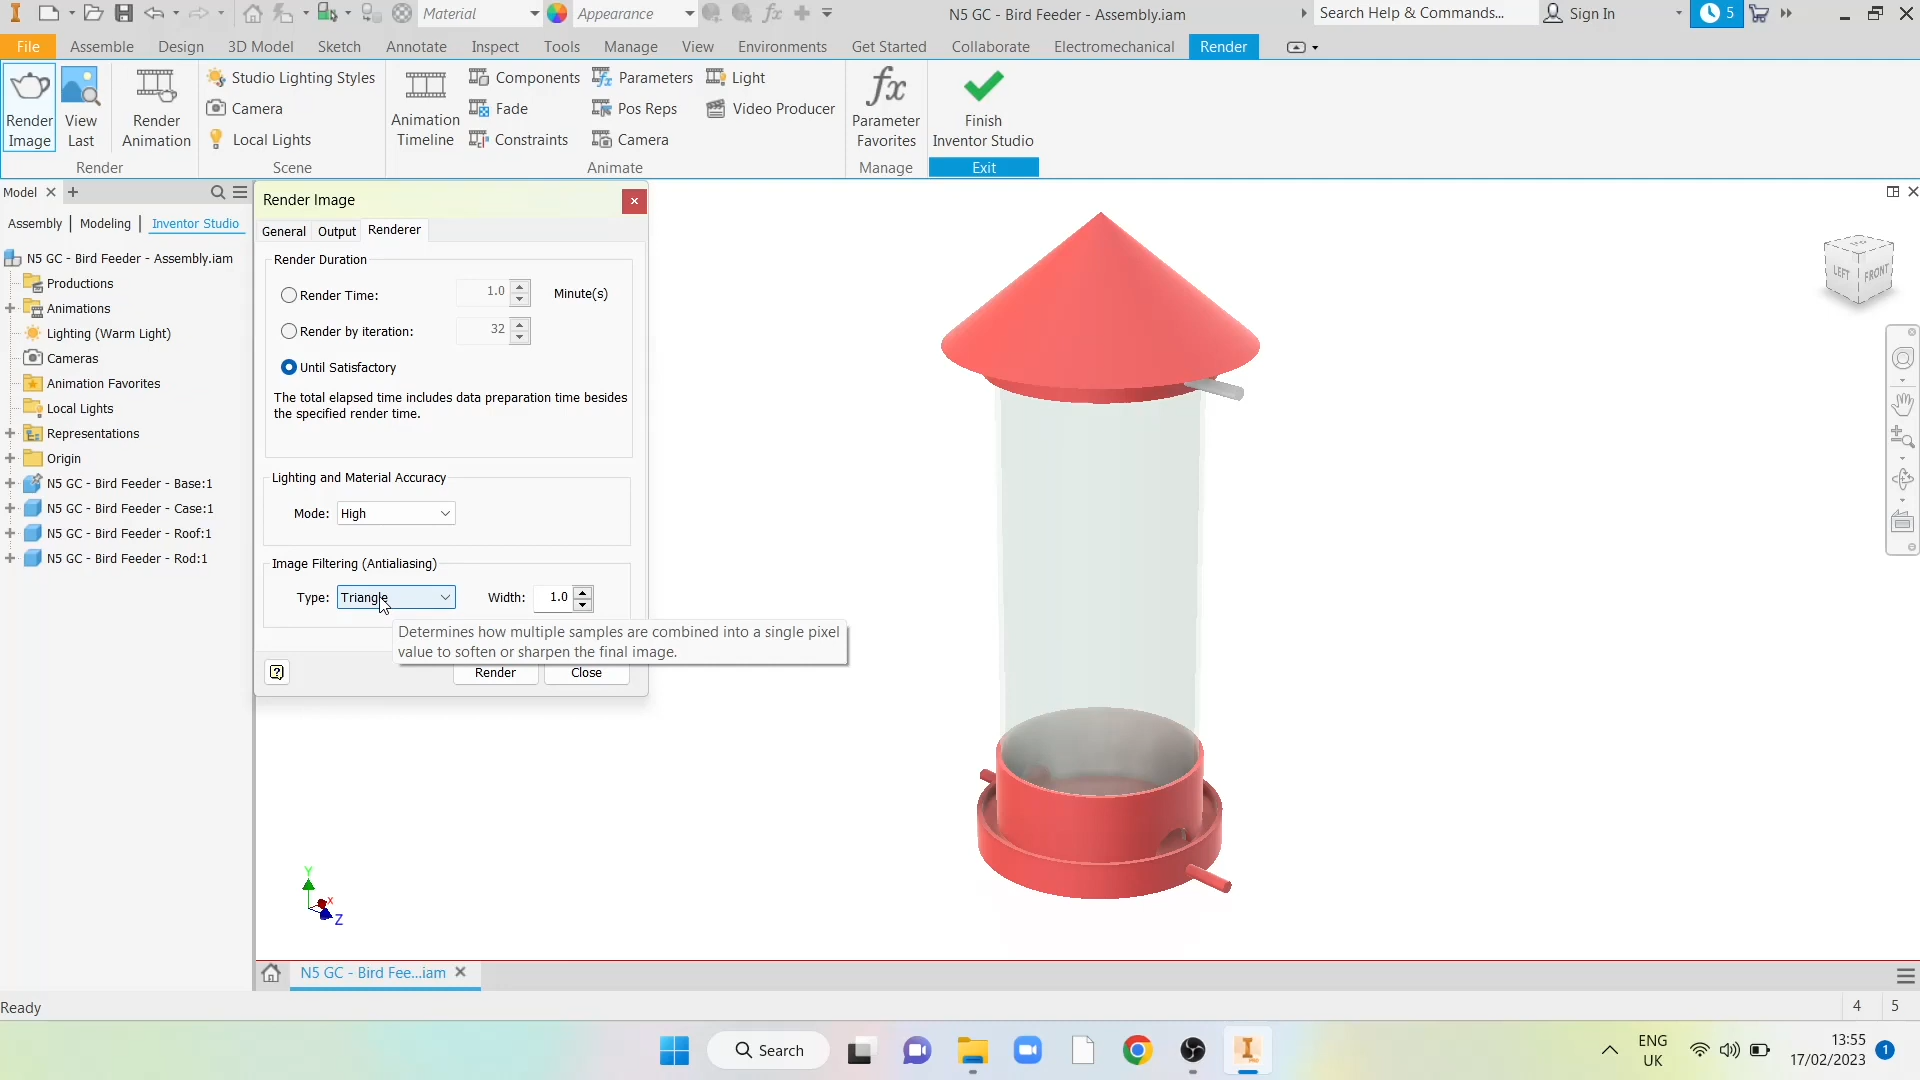 Material
Appearance
N5 GC - Bird Feeder - Assembly.iam
Search Help & Commands...
Sign In
5
File
Assemble
Design
3D Model
Sketch
Annotate
Inspect
Tools
Manage
View
Environments
Get Started
Collaborate
Electromechanical
Render
Render Image
View Last
Render Animation
Studio Lighting Styles
Camera
Local Lights
Animation Timeline
Components
Fade
Constraints
Parameters
Pos Reps
Camera
Light
Video Producer
Parameter Favorites
Finish Inventor Studio
Render
Scene
Animate
Manage
Exit
Model
Assembly
Modeling
Inventor Studio
N5 GC - Bird Feeder - Assembly.iam
Productions
Animations
Lighting (Warm Light)
Cameras
Animation Favorites
Local Lights
Representations
Origin
N5 GC - Bird Feeder - Base:1
N5 GC - Bird Feeder - Case:1
N5 GC - Bird Feeder - Roof:1
N5 GC - Bird Feeder - Rod:1
Render Image
General
Output
Renderer
Render Duration
Render Time:
1.0
Minute(s)
Render by iteration:
32
Until Satisfactory
The total elapsed time includes data preparation time besides
the specified render time.
Lighting and Material Accuracy
Mode:
High
Image Filtering (Antialiasing)
Type:
Triangle
Width:
1.0
Determines how multiple samples are combined into a single pixel
value to soften or sharpen the final image.
Render
Close
LEFT
FRONT
Y
X
Z
N5 GC - Bird Fee...iam
Ready
4
5
Search
ENG
UK
13:55
17/02/2023
1